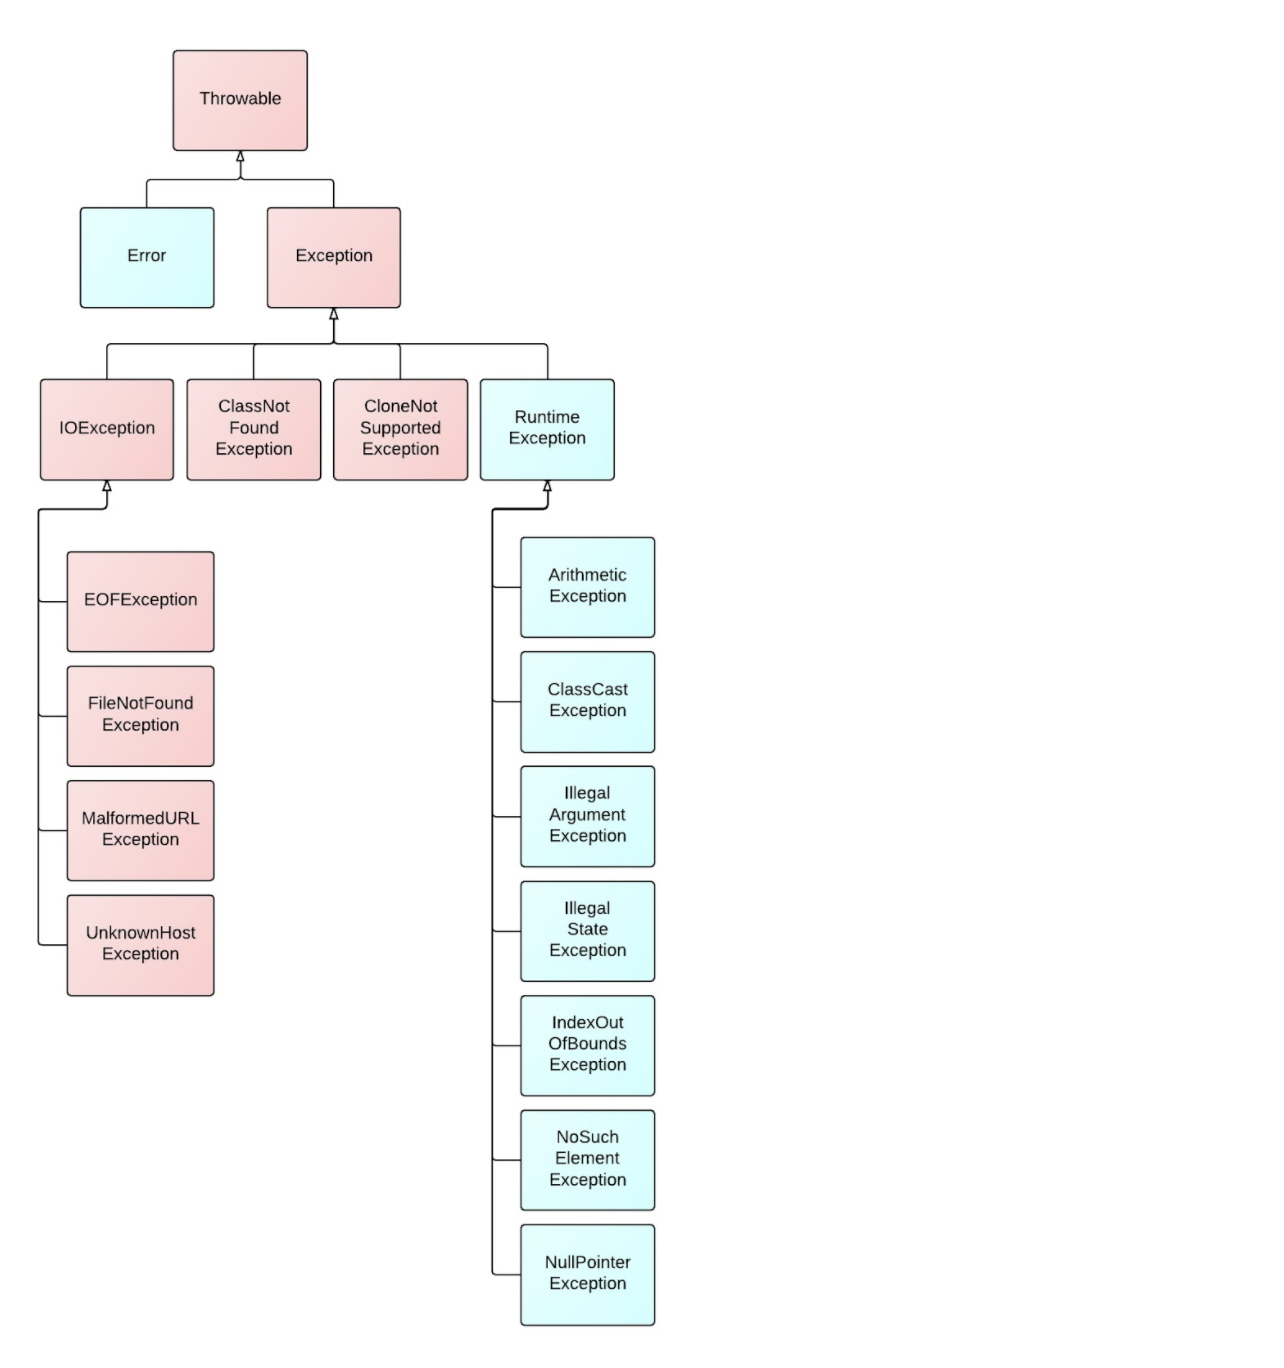 Throwable
Error
Exception
IOException
ClassNot
Found
Exception
CloneNot
Supported
Exception
Runtime
Exception
EOFException
FileNotFound
Exception
MalformedURL
Exception
UnknownHost
Exception
Arithmetic
Exception
ClassCast
Exception
Illegal
Argument
Exception
Illegal
State
Exception
IndexOut
OfBounds
Exception
NoSuch
Element
Exception
NullPointer
Exception